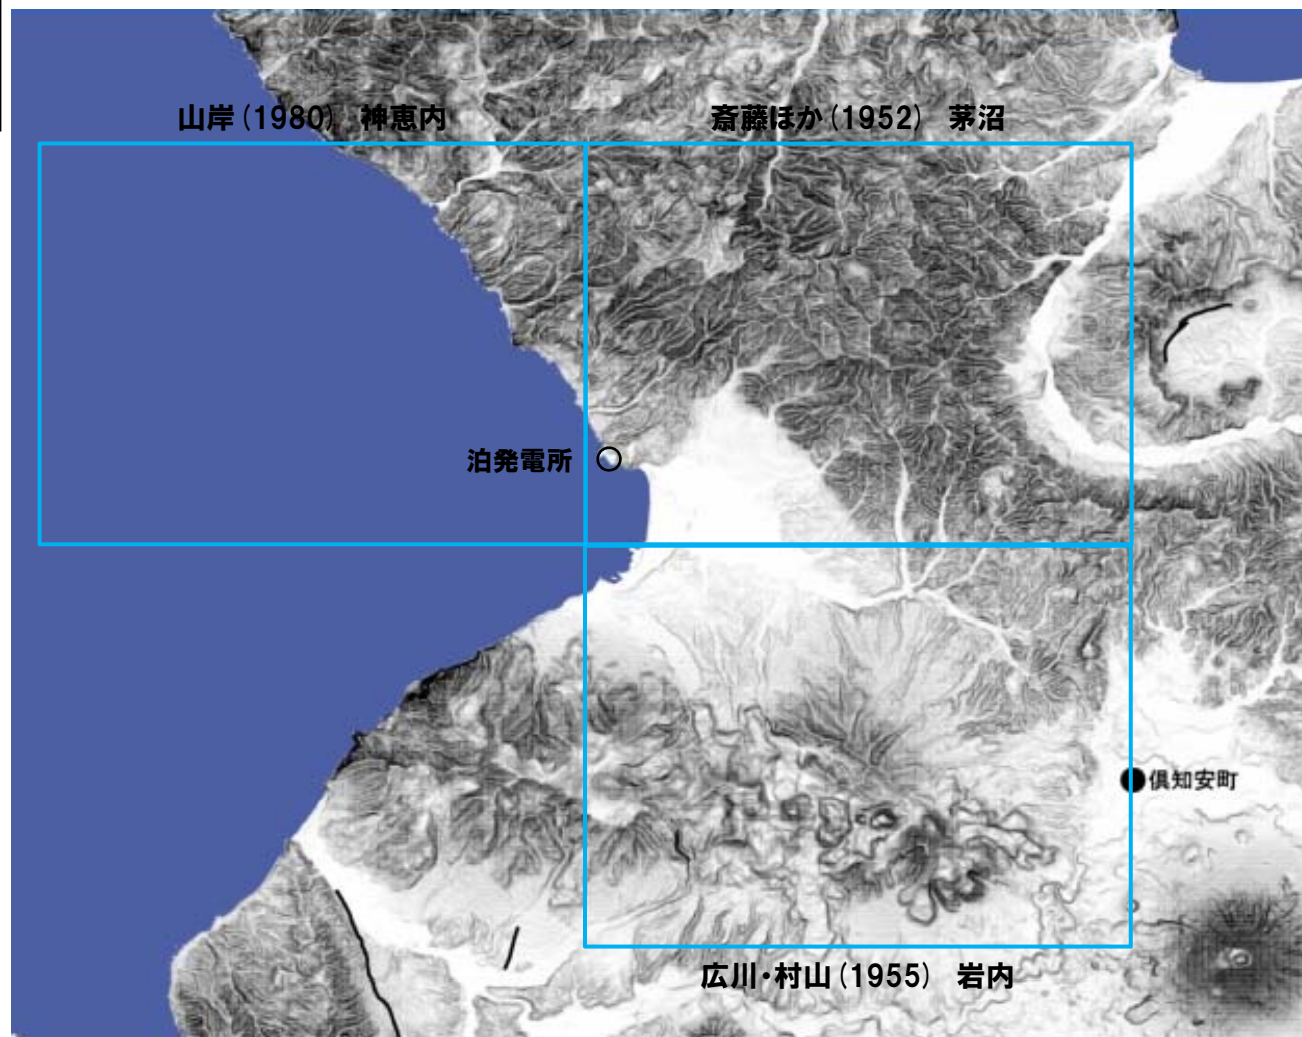 山岸(1980) 神恵内
斎藤ほか(1952) 茅沼
泊発電所
倶知安町
広川・村山(1955) 岩内